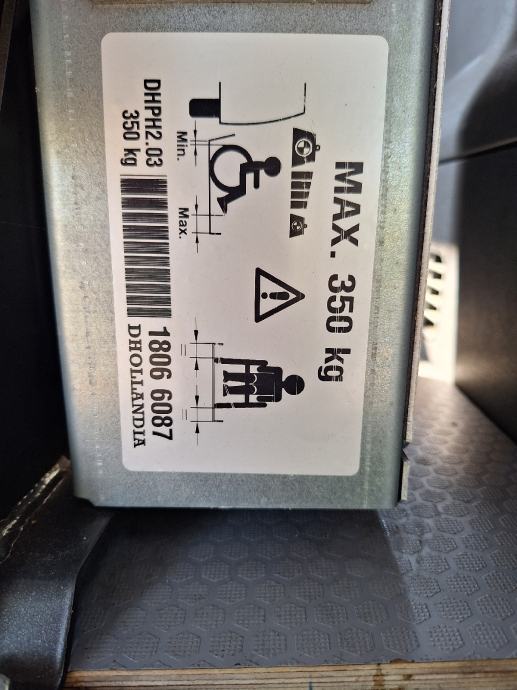 MAX. 350 kg
Min.
Max.
DHPH2.03
350 kg
1806 6087
DHOLLANDIA